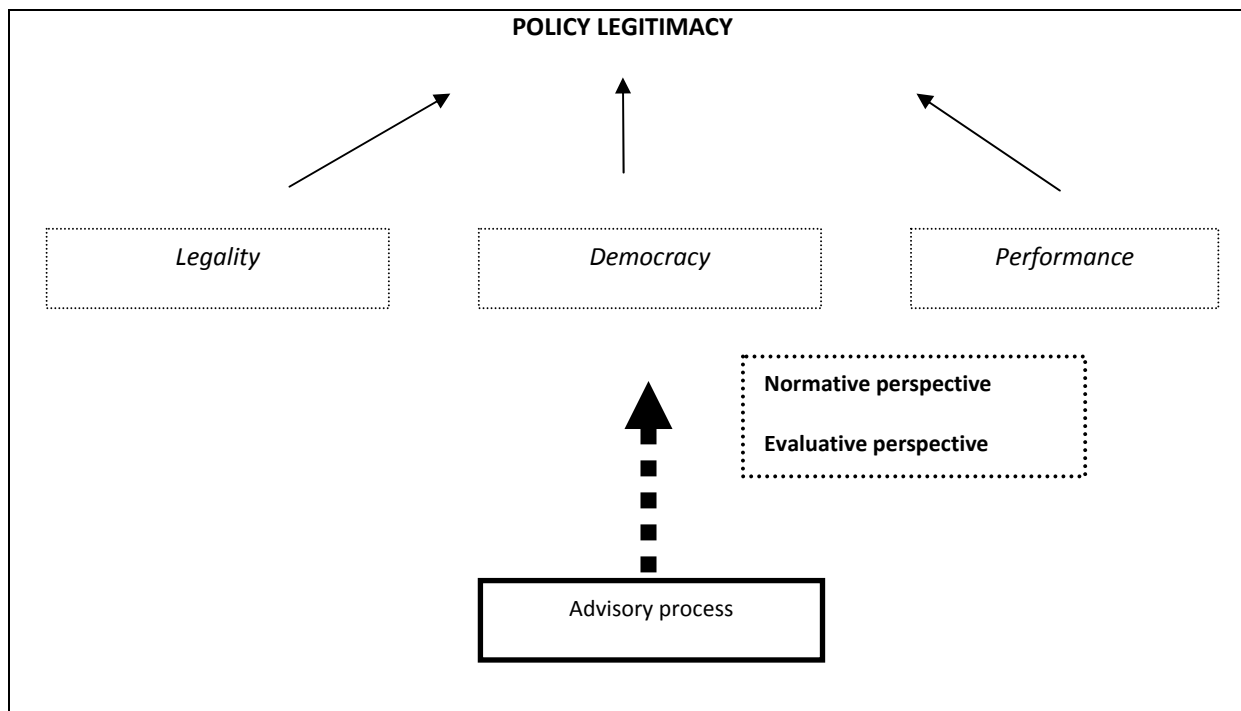 POLICY LEGITIMACY
Legality
Democracy
Performance
Normative perspective
Evaluative perspective
Advisory process